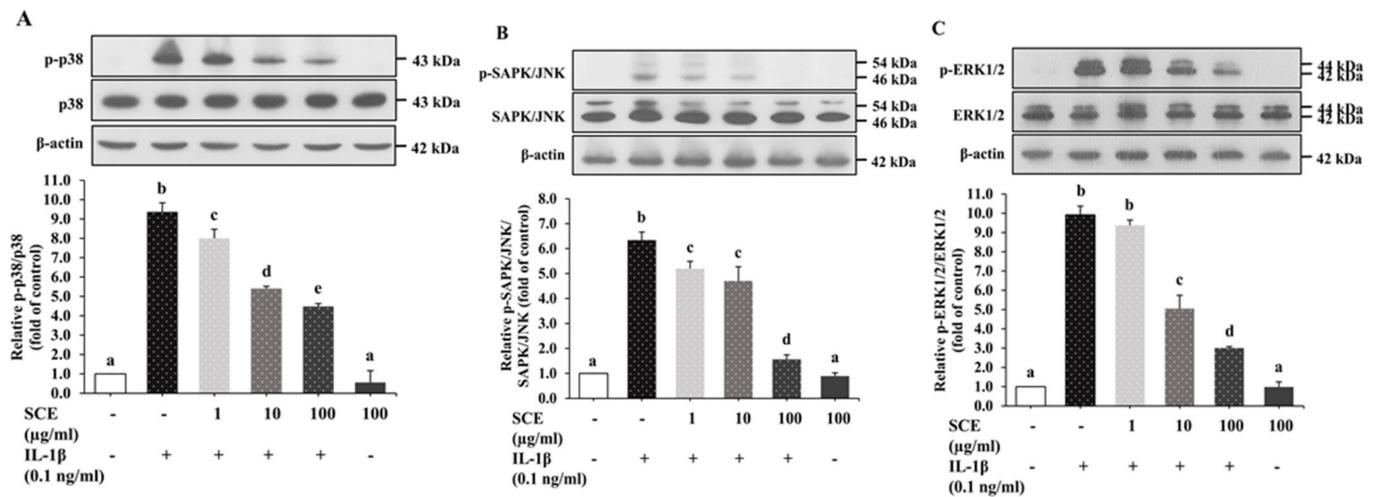 A
p-p38
43 kDa
p38
43 kDa
β-actin
42 kDa
Relative p-p38/p38
(fold of control)
11.0
10.0
9.0
8.0
7.0
6.0
5.0
4.0
3.0
2.0
1.0
0.0
a
b
c
d
e
a
SCE - - 1 10 100 100
(μg/ml)
IL-1β - + + + + -
(0.1 ng/ml)
B
p-SAPK/JNK
54 kDa
46 kDa
SAPK/JNK
54 kDa
46 kDa
β-actin
42 kDa
Relative p-SAPK/JNK/
SAPK/JNK (fold of control)
8.0
7.0
6.0
5.0
4.0
3.0
2.0
1.0
0.0
a
b
c
c
d
a
SCE - - 1 10 100 100
(μg/ml)
IL-1β - + + + + -
(0.1 ng/ml)
C
p-ERK1/2
44 kDa
42 kDa
ERK1/2
44 kDa
42 kDa
β-actin
42 kDa
Relative p-ERK1/2/ERK1/2
(fold of control)
11.0
10.0
9.0
8.0
7.0
6.0
5.0
4.0
3.0
2.0
1.0
0.0
a
b
b
c
d
a
SCE - - 1 10 100 100
(μg/ml)
IL-1β - + + + + -
(0.1 ng/ml)